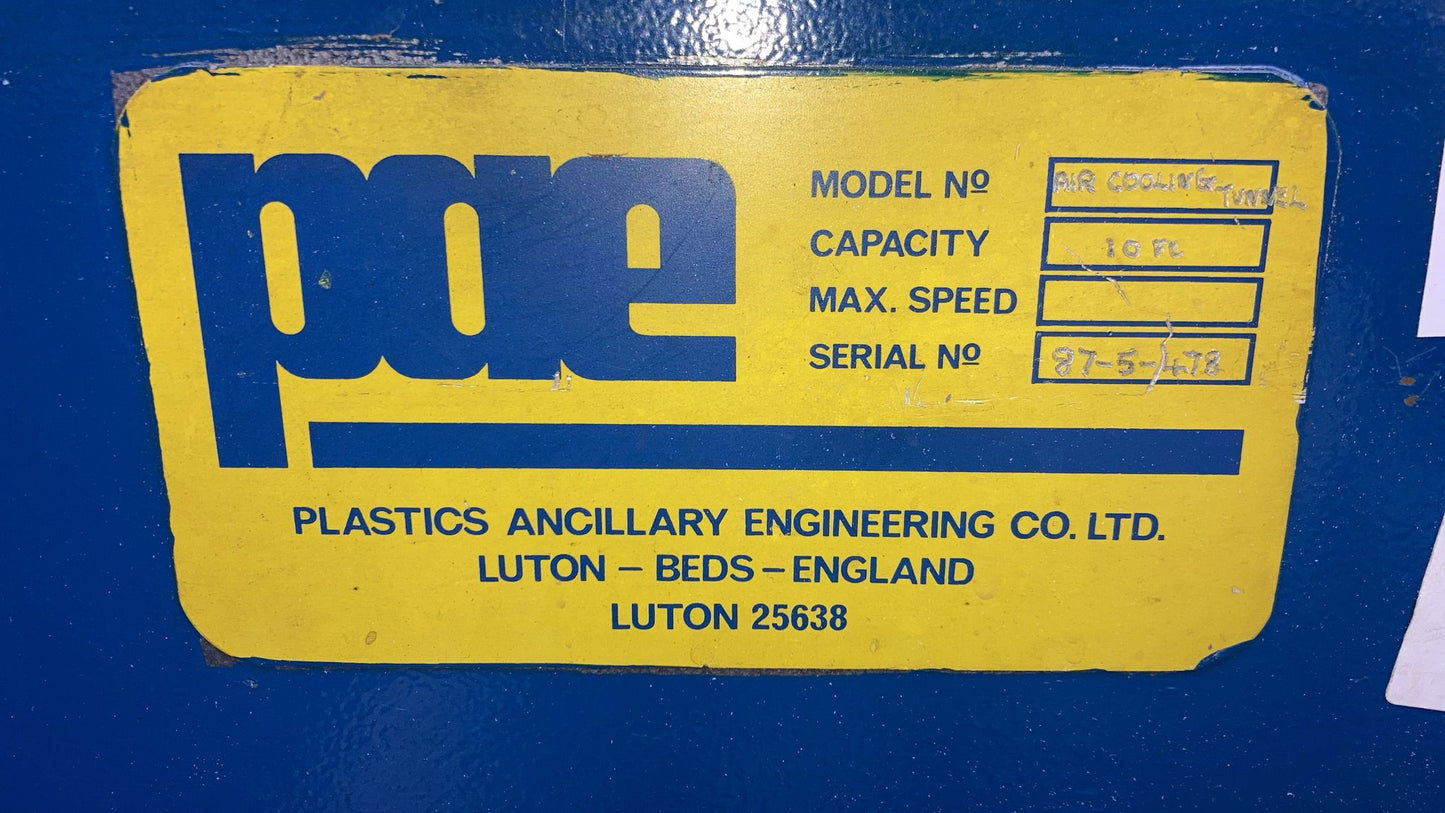 pae
MODEL Nº AIR COOLING TUNNEL
CAPACITY 10 FT
MAX. SPEED
SERIAL Nº 87-5-478
PLASTICS ANCILLARY ENGINEERING CO. LTD.
LUTON – BEDS – ENGLAND
LUTON 25638